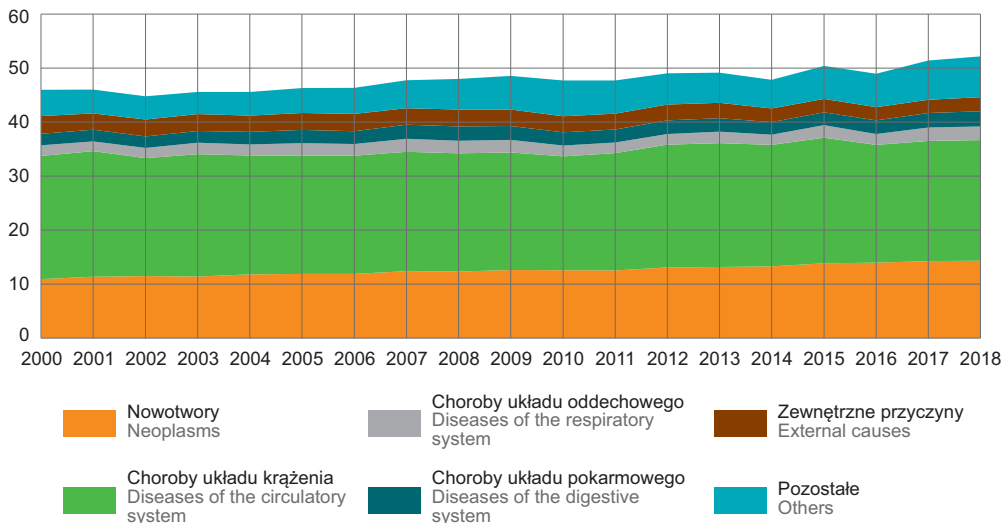 60
50
40
30
20
10
0
2000 2001 2002 2003 2004 2005 2006 2007 2008 2009 2010 2011 2012 2013 2014 2015 2016 2017 2018
Nowotwory
Neoplasms
Choroby układu oddechowego
Diseases of the respiratory
system
Zewnętrzne przyczyny
External causes
Choroby układu krążenia
Diseases of the circulatory
system
Choroby układu pokarmowego
Diseases of the digestive
system
Pozostałe
Others